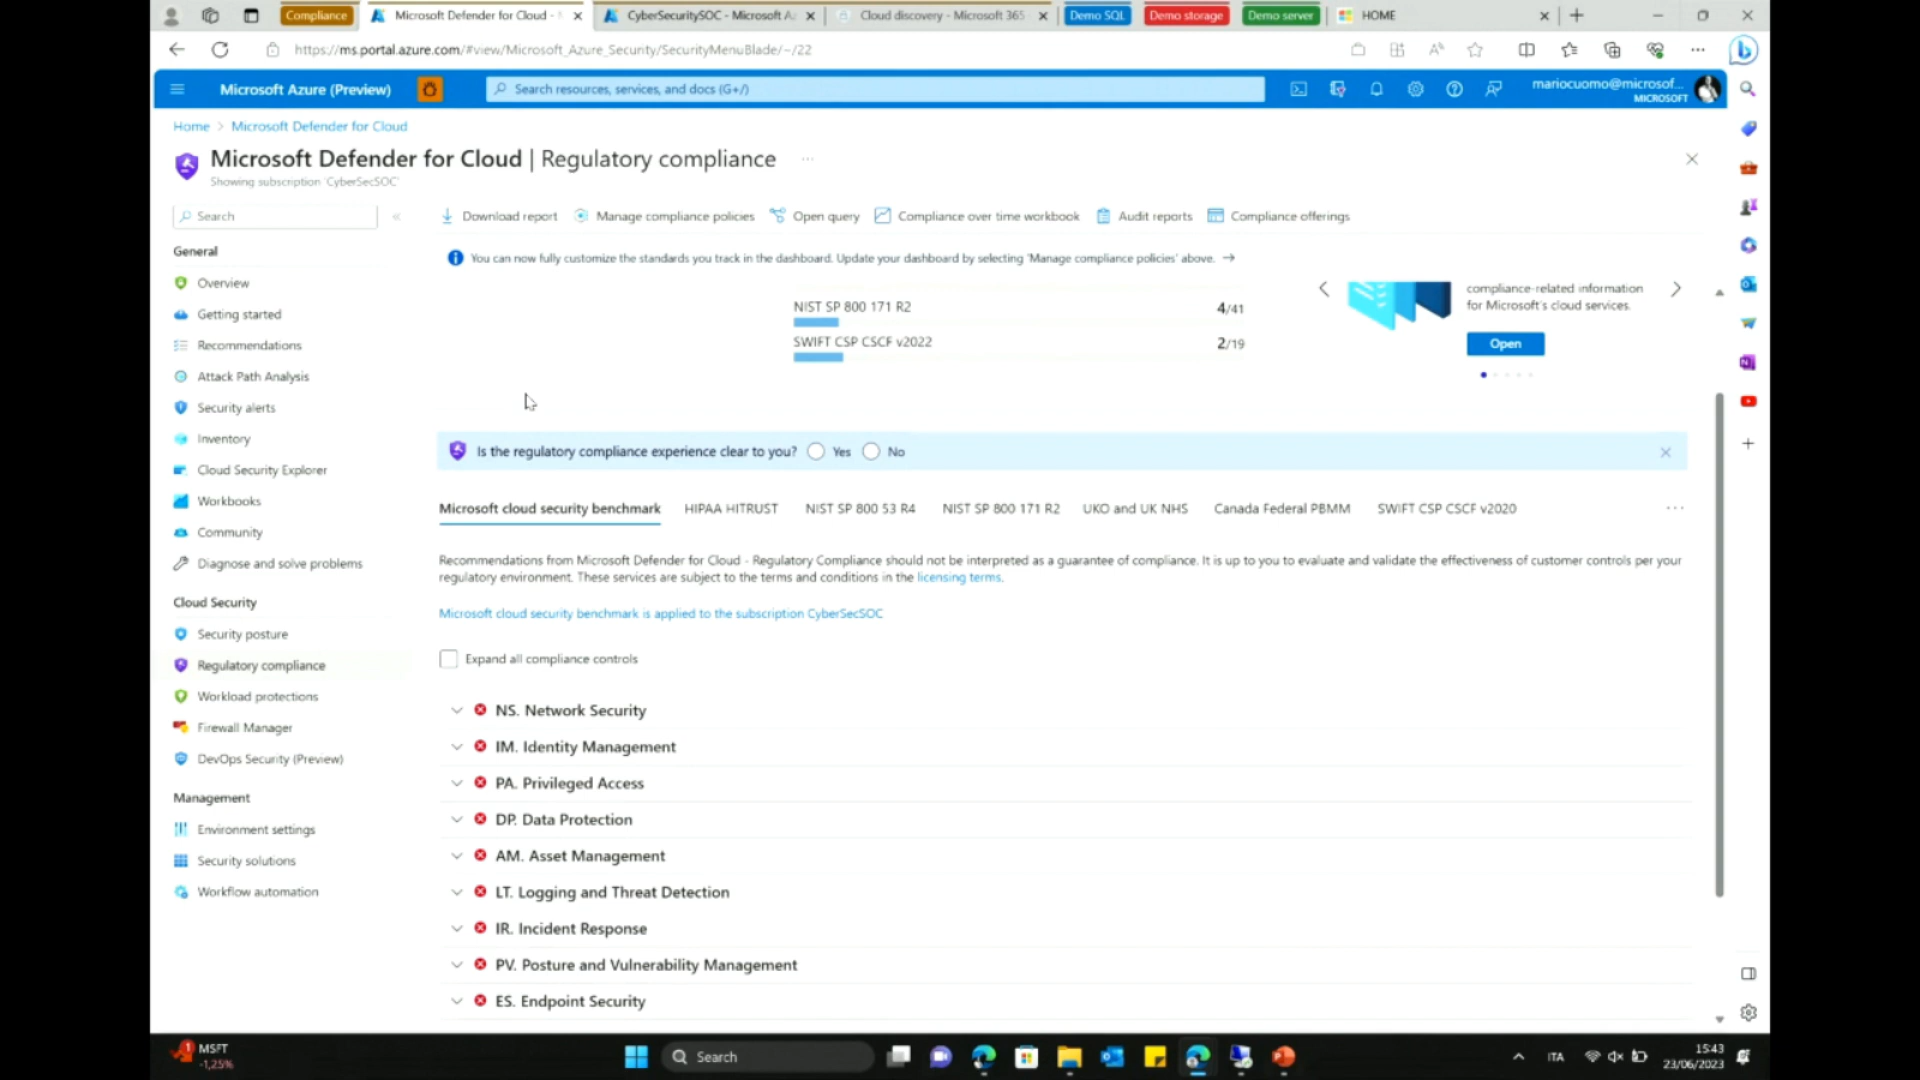 Compliance
Microsoft Defender for Cloud -
CyberSecuritySOC - Microsoft A
Cloud discovery - Microsoft 365
Demo SQL
Demo storage
Demo server
HOME
https://ms.portal.azure.com/#view/Microsoft_Azure_Security/SecurityMenuBlade/~/22
Microsoft Azure (Preview)
Search resources, services, and docs (G+/)
mariocuomo@microsof...
MICROSOFT
Home > Microsoft Defender for Cloud
Microsoft Defender for Cloud | Regulatory compliance ...
Showing subscription 'CyberSecSOC'
Search
«
Download report
Manage compliance policies
Open query
Compliance over time workbook
Audit reports
Compliance offerings
You can now fully customize the standards you track in the dashboard. Update your dashboard by selecting 'Manage compliance policies' above. →
General
Overview
Getting started
Recommendations
Attack Path Analysis
Security alerts
Inventory
Cloud Security Explorer
Workbooks
Community
Diagnose and solve problems
Cloud Security
Security posture
Regulatory compliance
Workload protections
Firewall Manager
DevOps Security (Preview)
Management
Environment settings
Security solutions
Workflow automation
NIST SP 800 171 R2 4/41
SWIFT CSP CSCF v2022 2/19
compliance-related information
for Microsoft's cloud services.
Open
Is the regulatory compliance experience clear to you? Yes No
Microsoft cloud security benchmark
HIPAA HITRUST
NIST SP 800 53 R4
NIST SP 800 171 R2
UKO and UK NHS
Canada Federal PBMM
SWIFT CSP CSCF v2020
...
Recommendations from Microsoft Defender for Cloud - Regulatory Compliance should not be interpreted as a guarantee of compliance. It is up to you to evaluate and validate the effectiveness of customer controls per your
regulatory environment. These services are subject to the terms and conditions in the licensing terms.
Microsoft cloud security benchmark is applied to the subscription CyberSecSOC
Expand all compliance controls
NS. Network Security
IM. Identity Management
PA. Privileged Access
DP. Data Protection
AM. Asset Management
LT. Logging and Threat Detection
IR. Incident Response
PV. Posture and Vulnerability Management
ES. Endpoint Security
1
MSFT
-1,25%
Search
ITA
15:43
23/06/2023